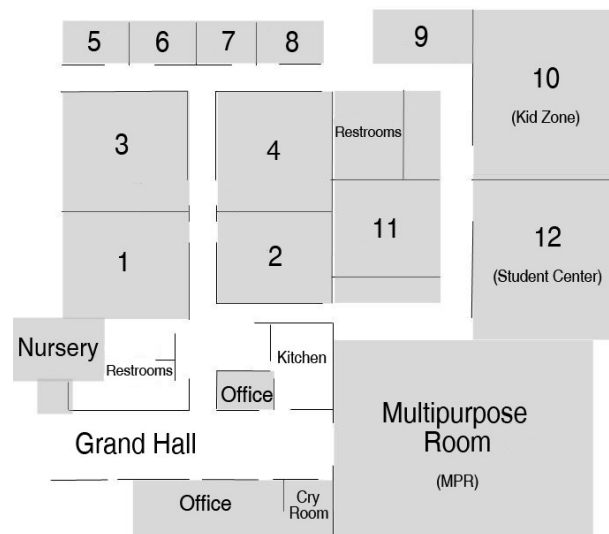 5
6
7
8
9
10
(Kid Zone)
3
4
Restrooms
1
2
11
12
(Student Center)
Nursery
Restrooms
Kitchen
Office
Multipurpose
Room
(MPR)
Grand Hall
Office
Cry
Room